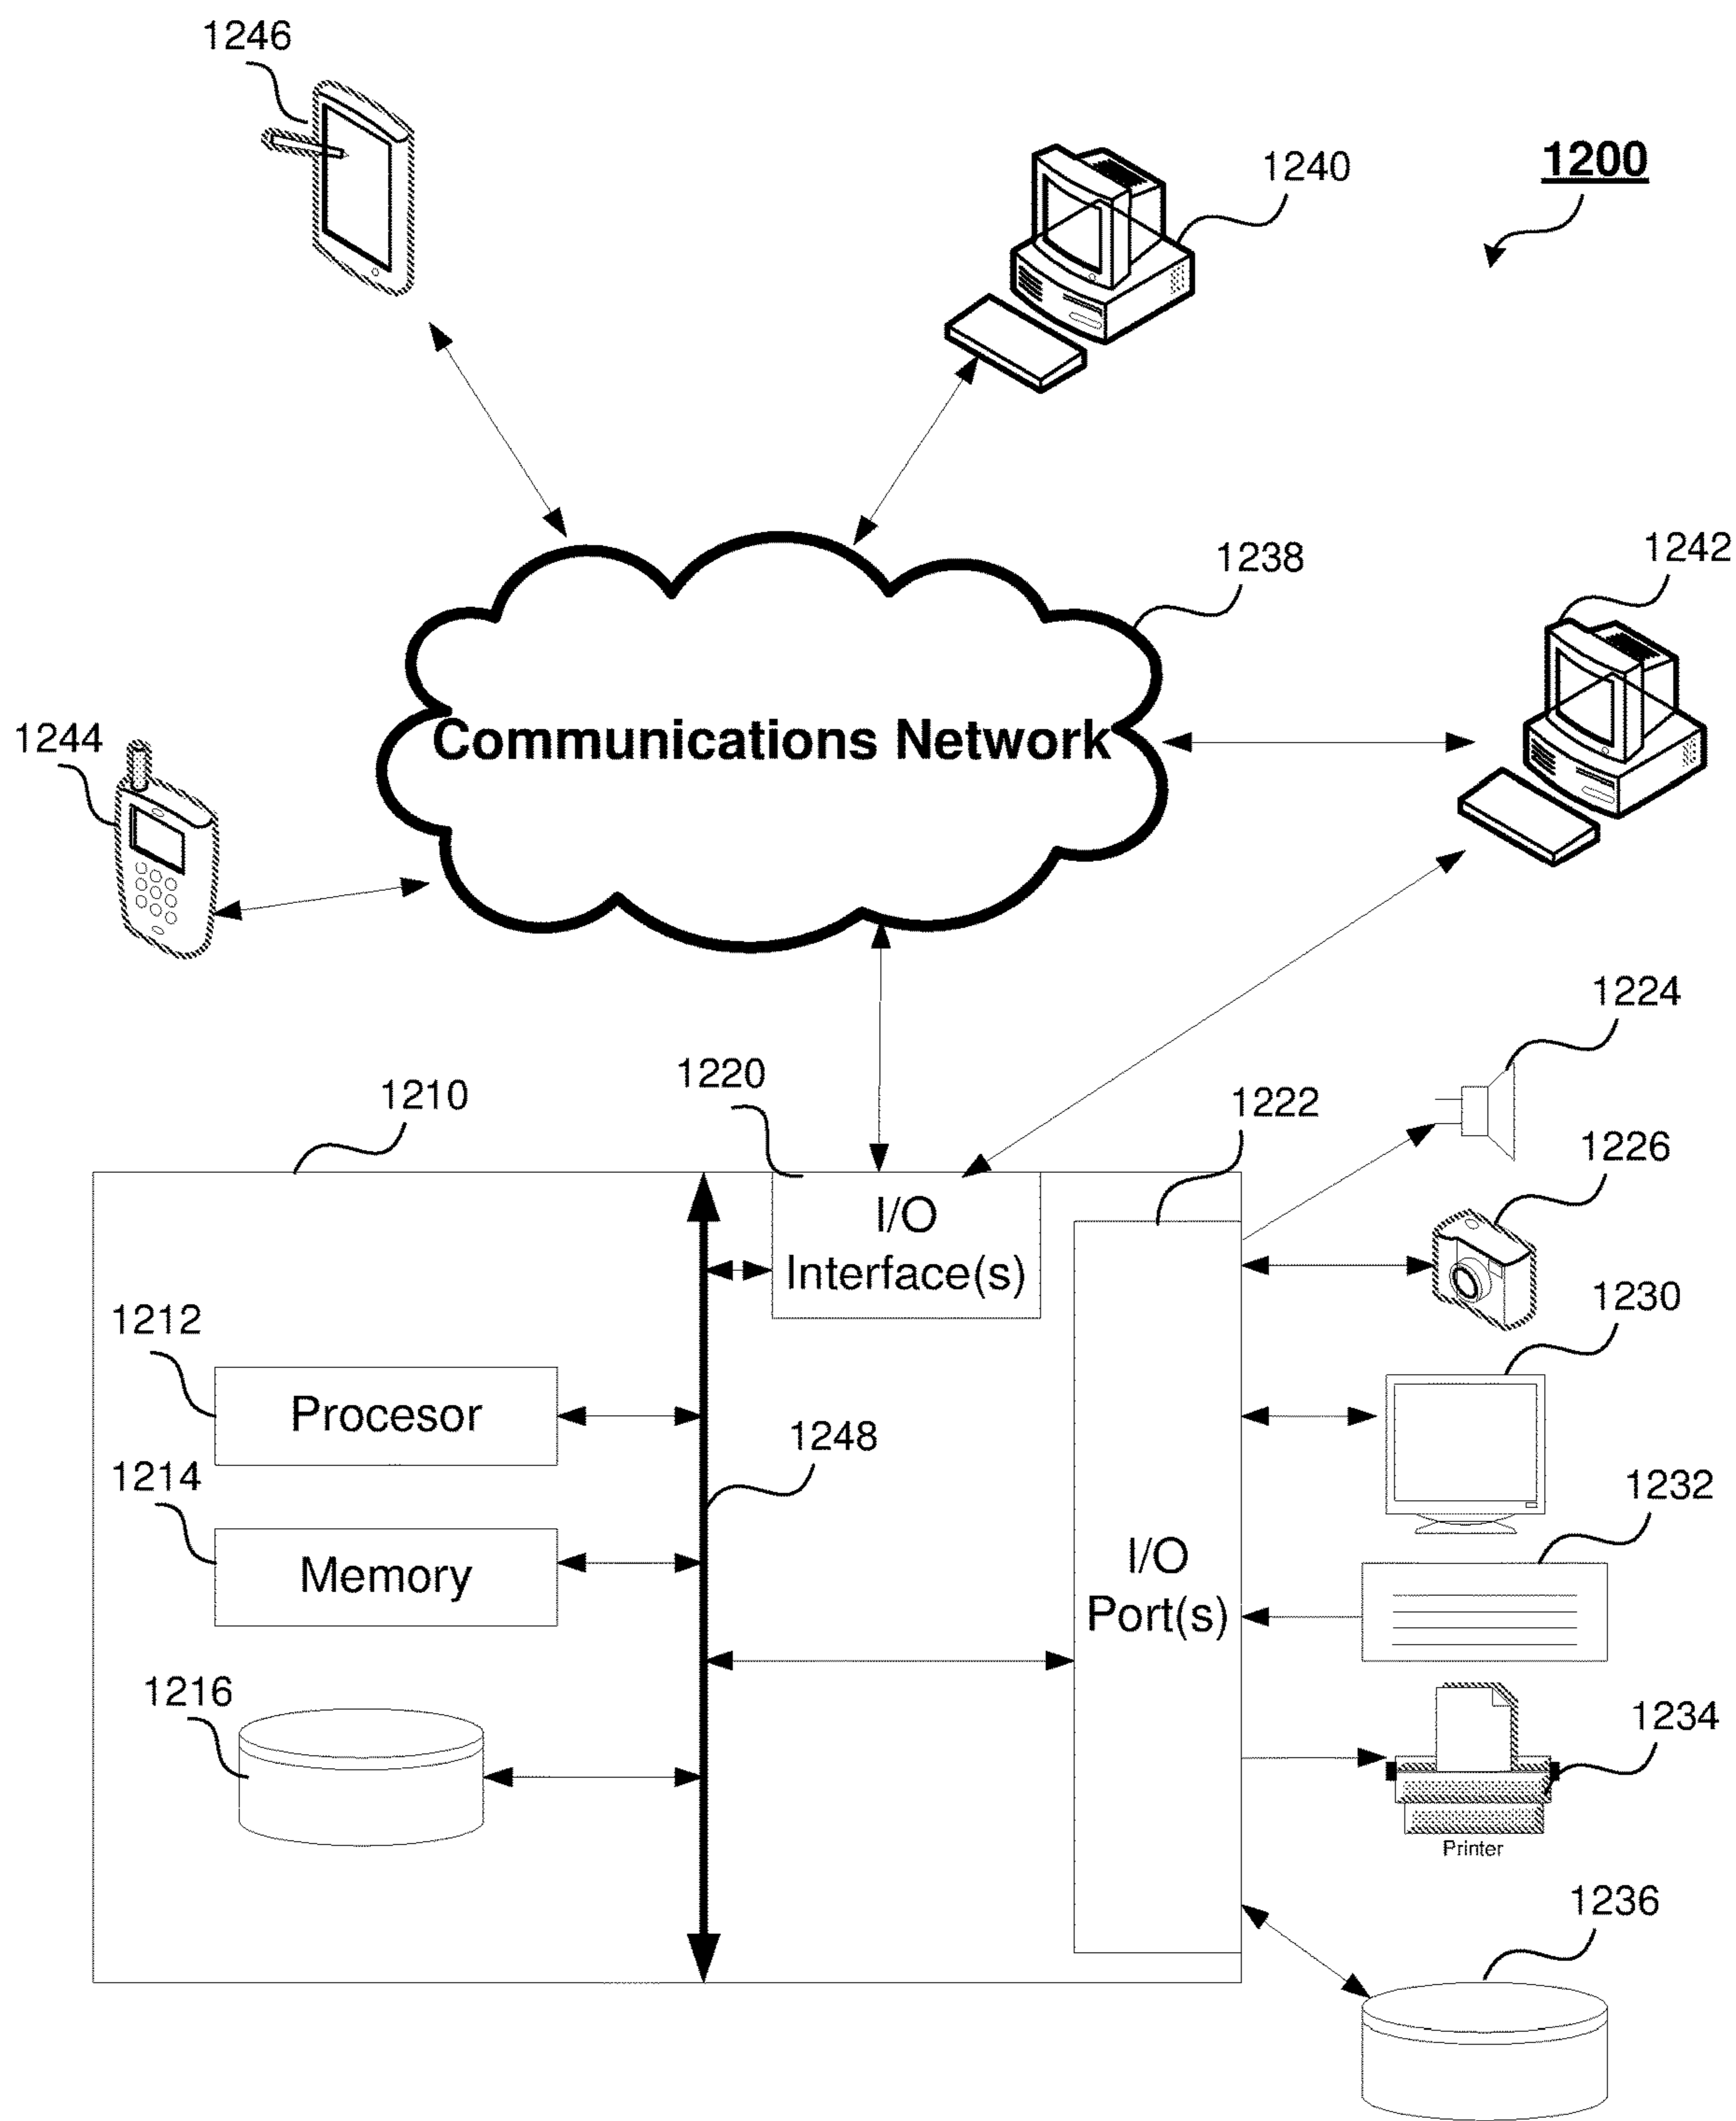 1246
1240
1200
1238
1242
Communications Network
1244
1224
1220
1210
1222
1226
I/O
Interface(s)
1230
1212
Procesor
1248
1214
1232
Memory
I/O
Port(s)
1216
1234
Printer
1236